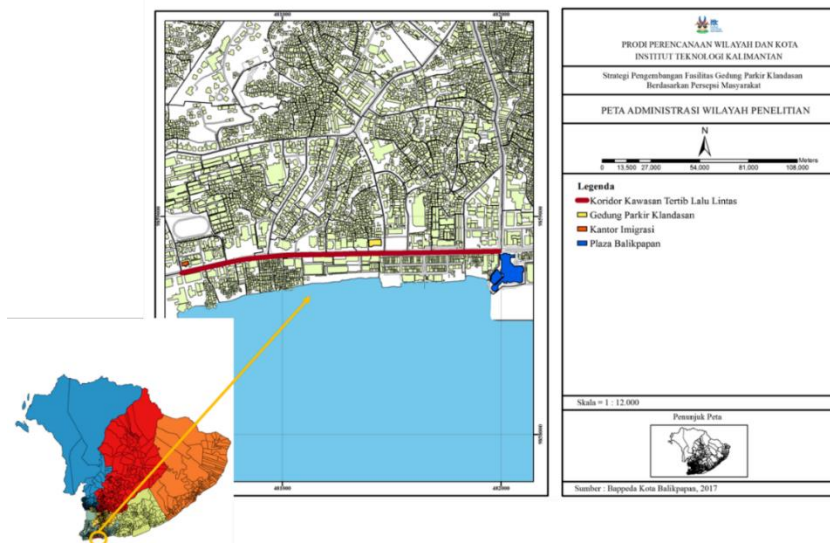 PRODI PERENCANAAN WILAYAH DAN KOTA
INSTITUT TEKNOLOGI KALIMANTAN
Strategi Pengembangan Fasilitas Gedung Parkir Klandasan
Berdasarkan Persepsi Masyarakat
PETA ADMINISTRASI WILAYAH PENELITIAN
N
Meters
0 13,500 27,000 54,000 81,000 108,000
Legenda
Koridor Kawasan Tertib Lalu Lintas
Gedung Parkir Klandasan
Kantor Imigrasi
Plaza Balikpapan
Skala = 1 : 12.000
Penunjuk Peta
Sumber : Bappeda Kota Balikpapan, 2017